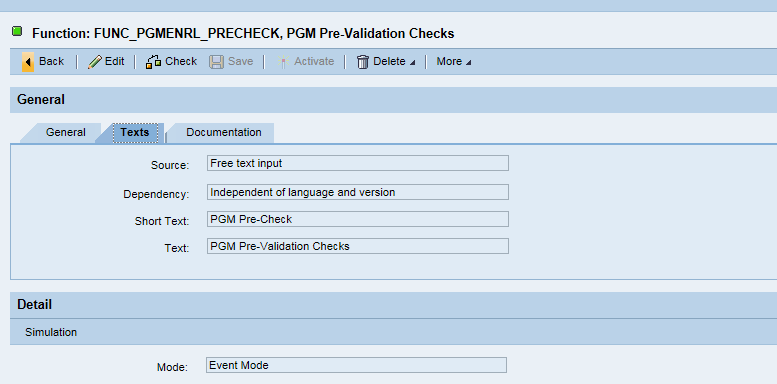 Function: FUNC_PGMENRL_PRECHECK, PGM Pre-Validation Checks
Back Edit Check Save Activate Delete More
General
General Texts Documentation
Source: Free text input
Dependency: Independent of language and version
Short Text: PGM Pre-Check
Text: PGM Pre-Validation Checks
Detail
Simulation
Mode: Event Mode